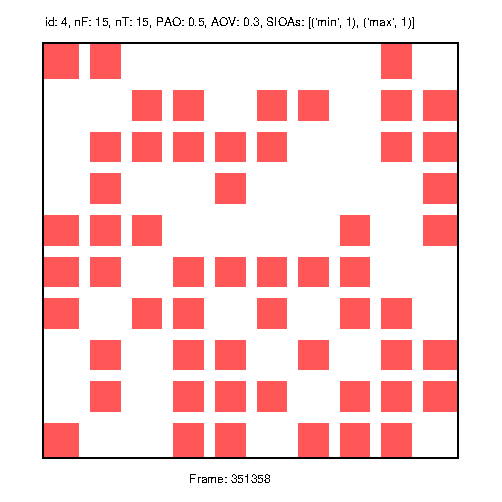 id: 4, nF: 15, nT: 15, PAO: 0.5, AOV: 0.3, SIOAs: [('min', 1), ('max', 1)]
Frame: 351358